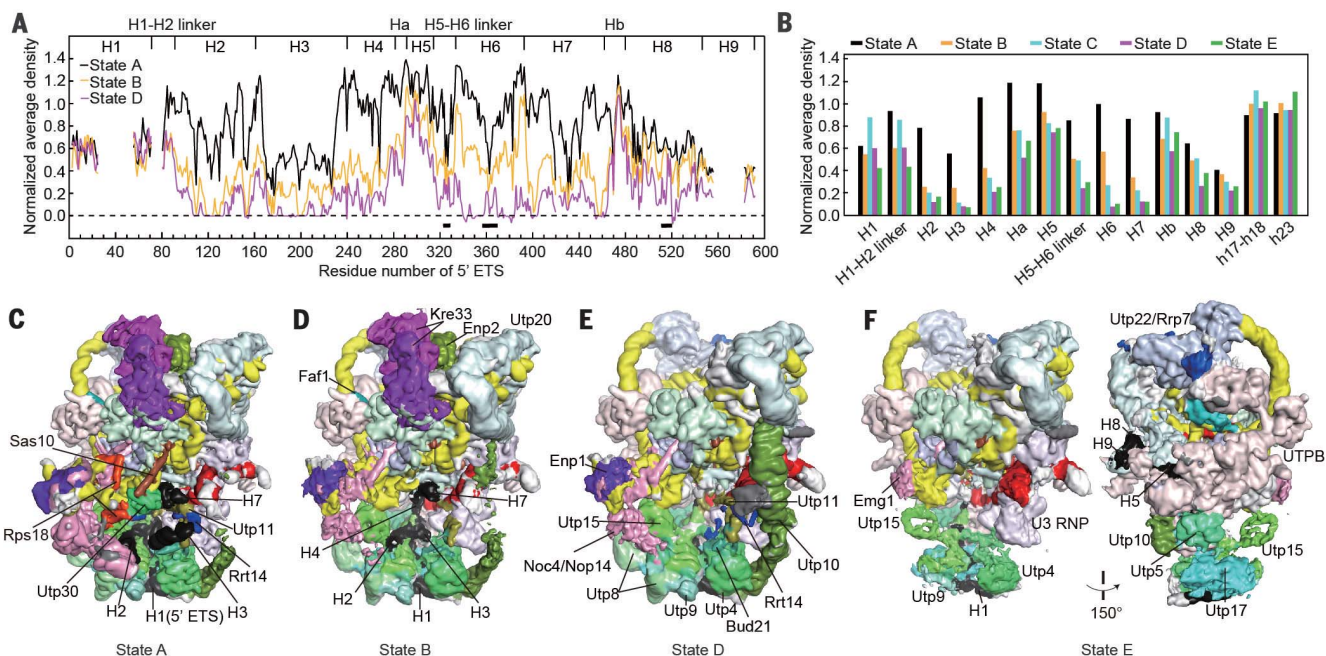 A
H1-H2 linker
Ha
H5-H6 linker
Hb
H1
H2
H3
H4
H5
H6
H7
H8
H9
State A
State B
State D
Normalized average density
1.4
1.2
1.0
0.8
0.6
0.4
0.2
0.0
0 40 80 120 160 200 240 280 320 360 400 440 480 520 560 600
Residue number of 5' ETS
B
State A
State B
State C
State D
State E
Normalized average density
1.4
1.2
1.0
0.8
0.6
0.4
0.2
0.0
H1
H1-H2 linker
H2
H3
H4
Ha
H5
H5-H6 linker
H6
H7
Hb
H8
H9
h17-h18
h23
C
Sas10
Rps18
Utp30
H2
H1(5' ETS)
H3
Rrt14
Utp11
H7
State A
D
Kre33
Enp2
Utp20
Faf1
H4
H2
H1
H3
H7
State B
E
Enp1
Utp15
Noc4/Nop14
Utp8
Utp9
Utp4
Bud21
Rrt14
Utp10
Utp11
State D
F
Emg1
Utp15
Utp9
H1
Utp4
U3 RNP
150°
Utp22/Rrp7
H8
H9
H5
UTPB
Utp10
Utp5
Utp15
Utp17
State E